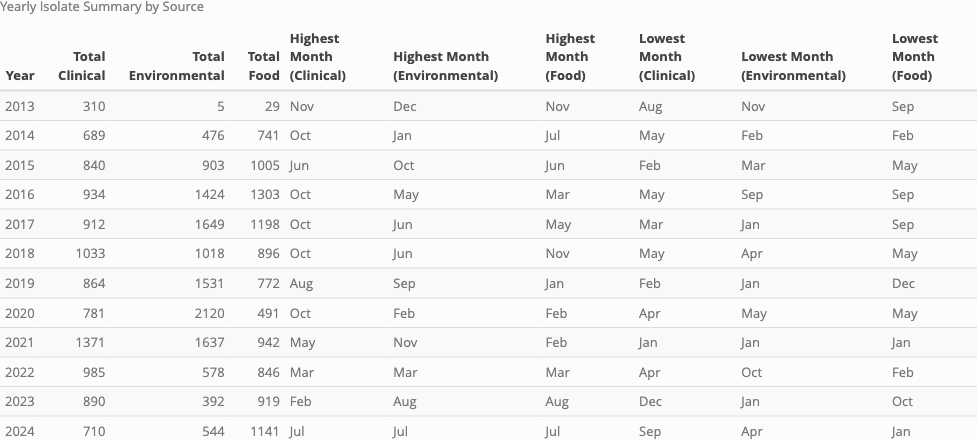 Yearly Isolate Summary by Source
Year Total Clinical Total Environmental Total Food Highest Month (Clinical) Highest Month (Environmental) Highest Month (Food) Lowest Month (Clinical) Lowest Month (Environmental) Lowest Month (Food)
2013 310 5 29 Nov Dec Nov Aug Nov Sep
2014 689 476 741 Oct Jan Jul May Feb Feb
2015 840 903 1005 Jun Oct Jun Feb Mar May
2016 934 1424 1303 Oct May Mar May Sep Sep
2017 912 1649 1198 Oct Jun May Mar Jan Sep
2018 1033 1018 896 Oct Jun Nov May Apr May
2019 864 1531 772 Aug Sep Jan Feb Jan Dec
2020 781 2120 491 Oct Feb Feb Apr May May
2021 1371 1637 942 May Nov Feb Jan Jan Jan
2022 985 578 846 Mar Mar Mar Apr Oct Feb
2023 890 392 919 Feb Aug Aug Dec Jan Oct
2024 710 544 1141 Jul Jul Jul Sep Apr Jan